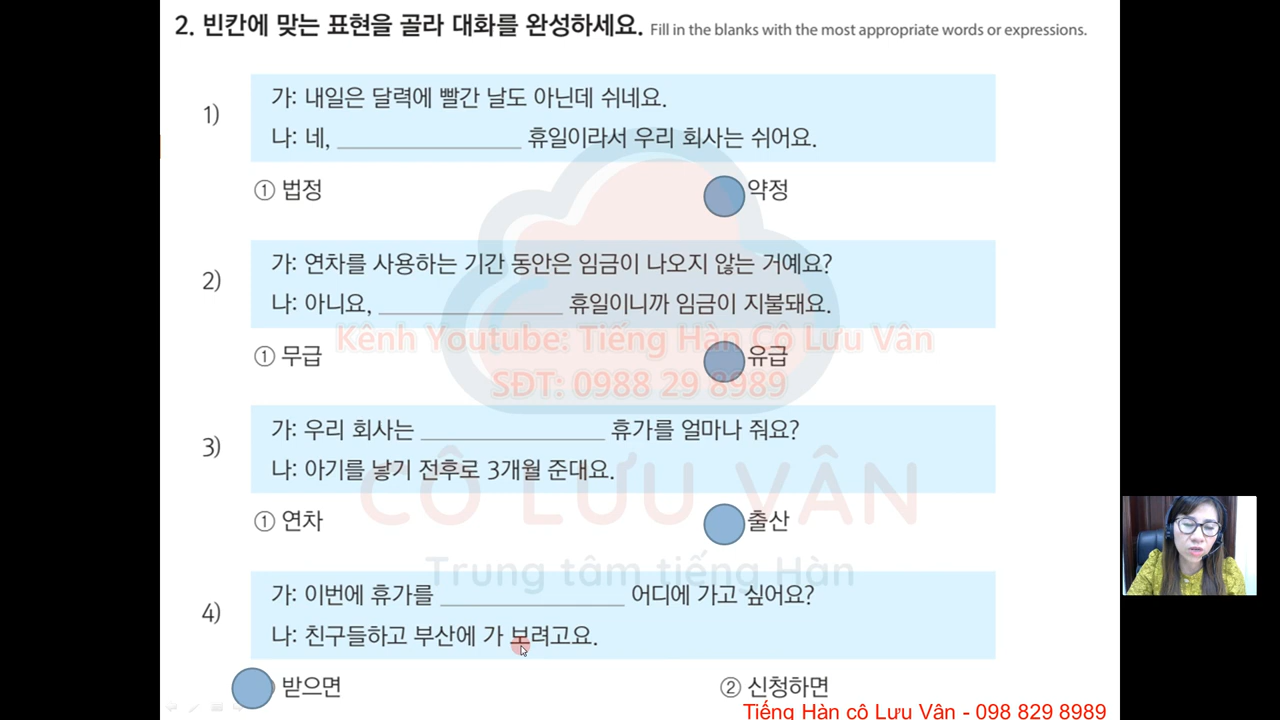 2. 빈칸에 맞는 표현을 골라 대화를 완성하세요. Fill in the blanks with the most appropriate words or expressions.
1)
가: 내일은 달력에 빨간 날도 아닌데 쉬네요.
나: 네, ________________ 휴일이라서 우리 회사는 쉬어요.
① 법정
약정
2)
가: 연차를 사용하는 기간 동안은 임금이 나오지 않는 거예요?
나: 아니요, ________________ 휴일이니까 임금이 지불돼요.
Kênh Youtube: Tiếng Hàn Cô Lưu Vân
① 무급
유급
SĐT: 0988 29 8989
3)
가: 우리 회사는 ________________ 휴가를 얼마나 줘요?
나: 아기를 낳기 전후로 3개월 준대요.
CÔ LƯU VÂN
① 연차
출산
Trung tâm tiếng Hàn
4)
가: 이번에 휴가를 ________________ 어디에 가고 싶어요?
나: 친구들하고 부산에 가 보려고요.
받으면
② 신청하면
Tiếng Hàn cô Lưu Vân - 098 829 8989